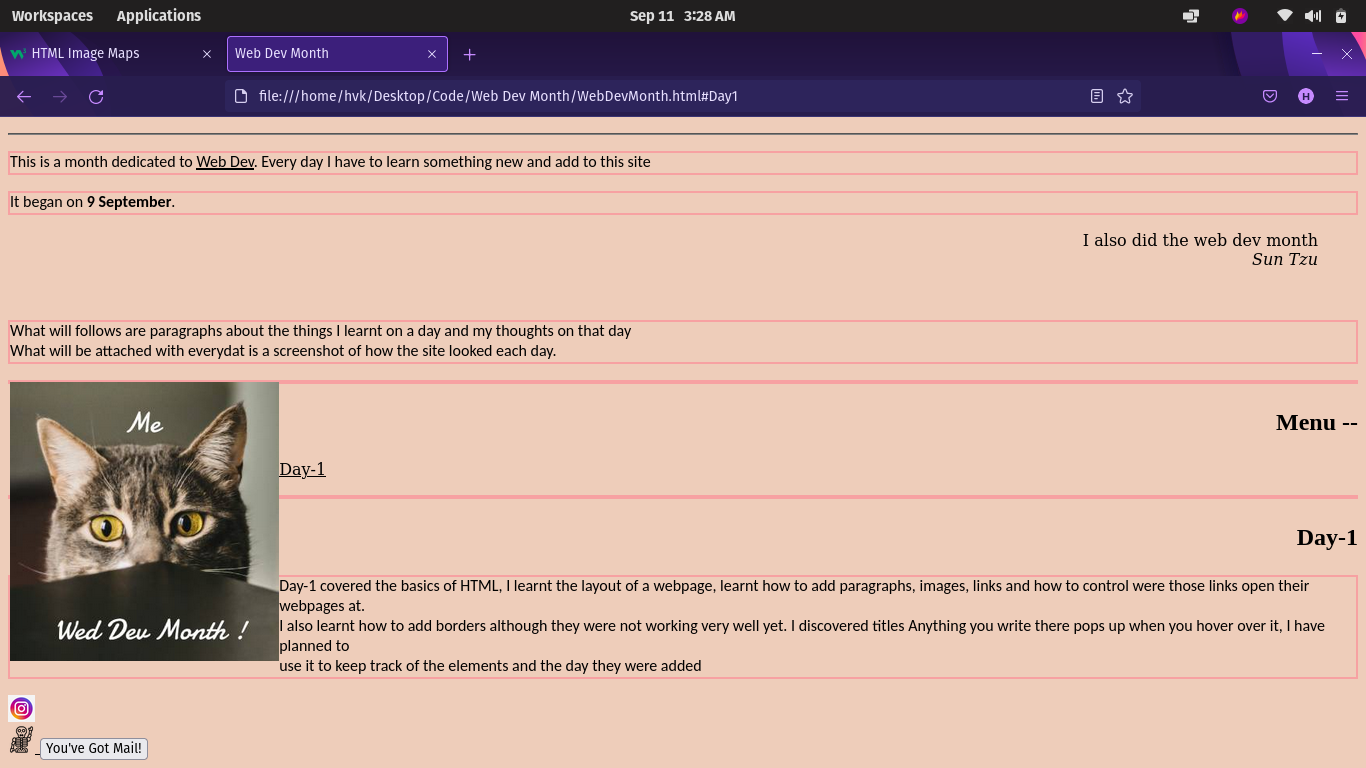 Workspaces Applications Sep 11 3:28 AM
HTML Image Maps Web Dev Month
file:///home/hvk/Desktop/Code/Web Dev Month/WebDevMonth.html#Day1 H
This is a month dedicated to Web Dev. Every day I have to learn something new and add to this site
It began on 9 September.
I also did the web dev month
Sun Tzu
What will follows are paragraphs about the things I learnt on a day and my thoughts on that day
What will be attached with everydat is a screenshot of how the site looked each day.
Me
Wed Dev Month !
Menu --
Day-1
Day-1
Day-1 covered the basics of HTML, I learnt the layout of a webpage, learnt how to add paragraphs, images, links and how to control were those links open their
webpages at.
I also learnt how to add borders although they were not working very well yet. I discovered titles Anything you write there pops up when you hover over it, I have
planned to
use it to keep track of the elements and the day they were added
You've Got Mail!